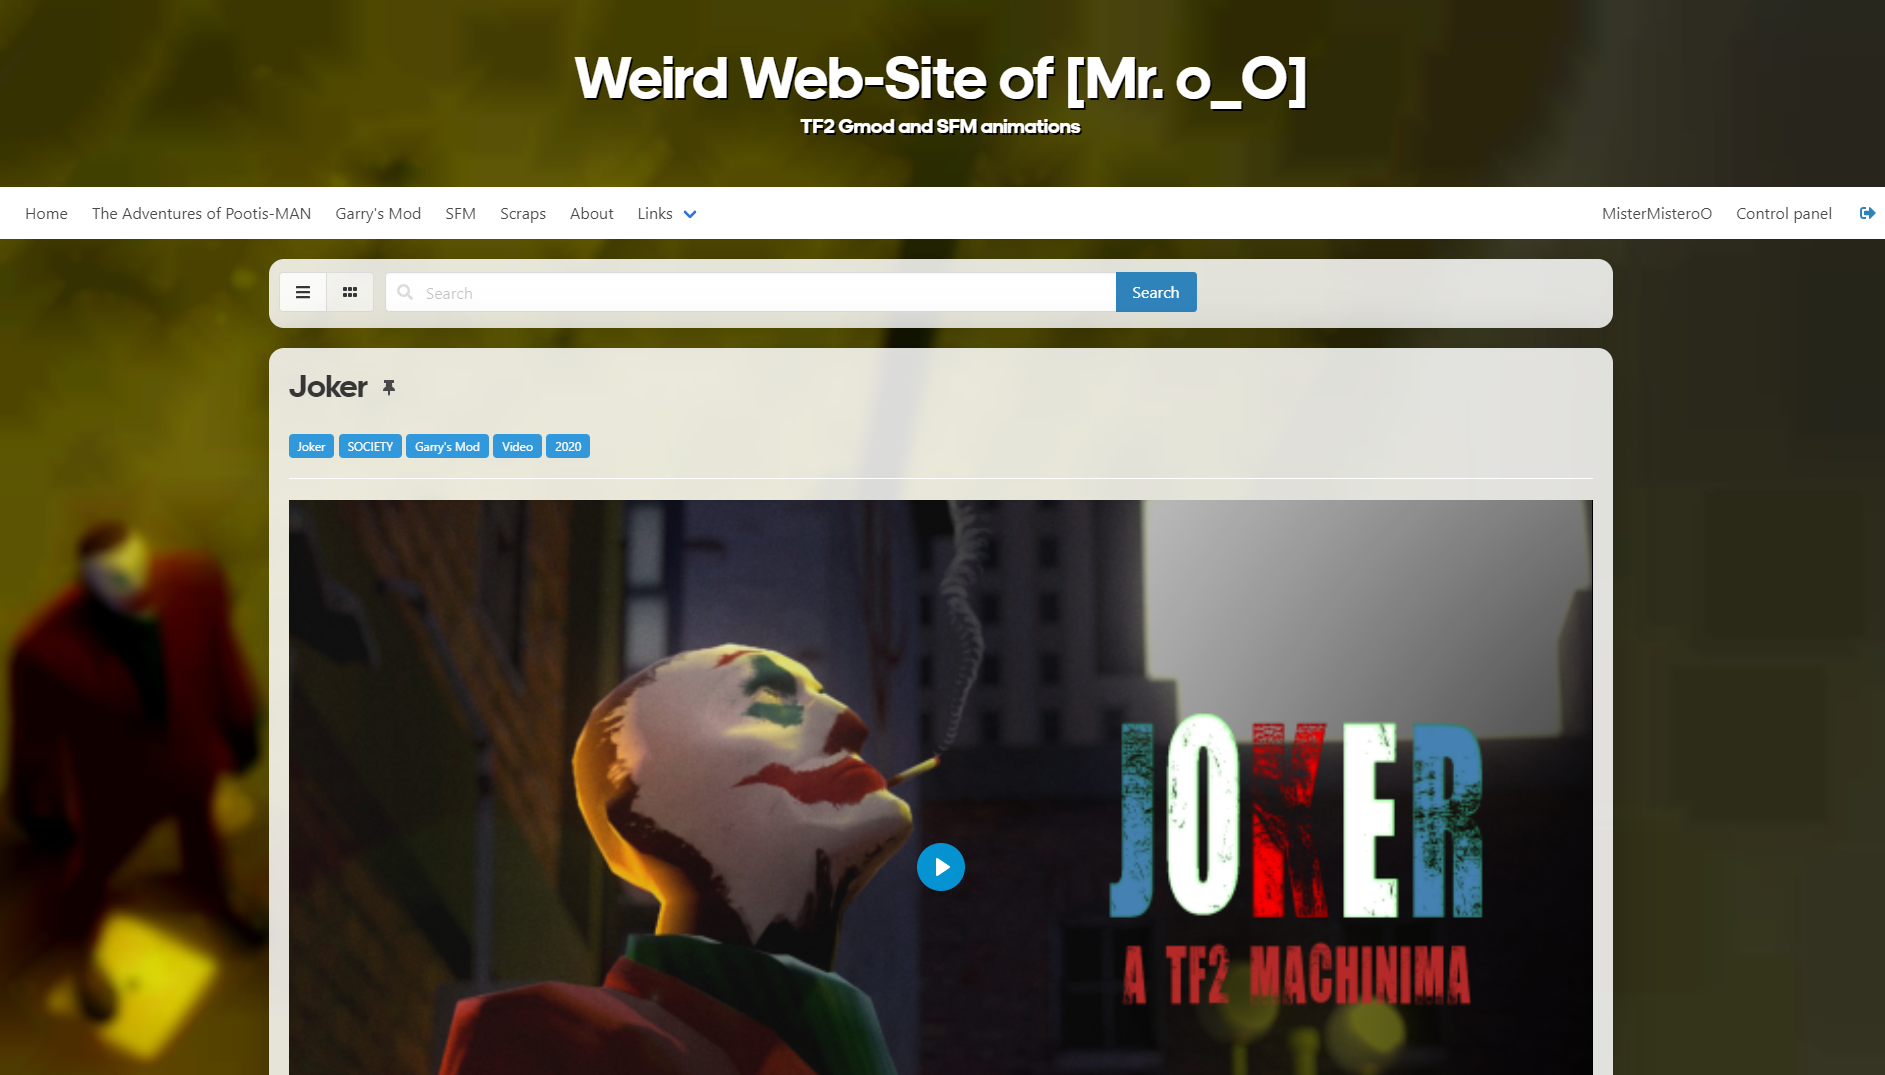 Weird Web-Site of [Mr. o_O]
TF2 Gmod and SFM animations
Home The Adventures of Pootis-MAN Garry's Mod SFM Scraps About Links MisterMisteroO Control panel
Search Search
Joker
Joker SOCIETY Garry's Mod Video 2020
JOKER
A TF2 MACHINIMA